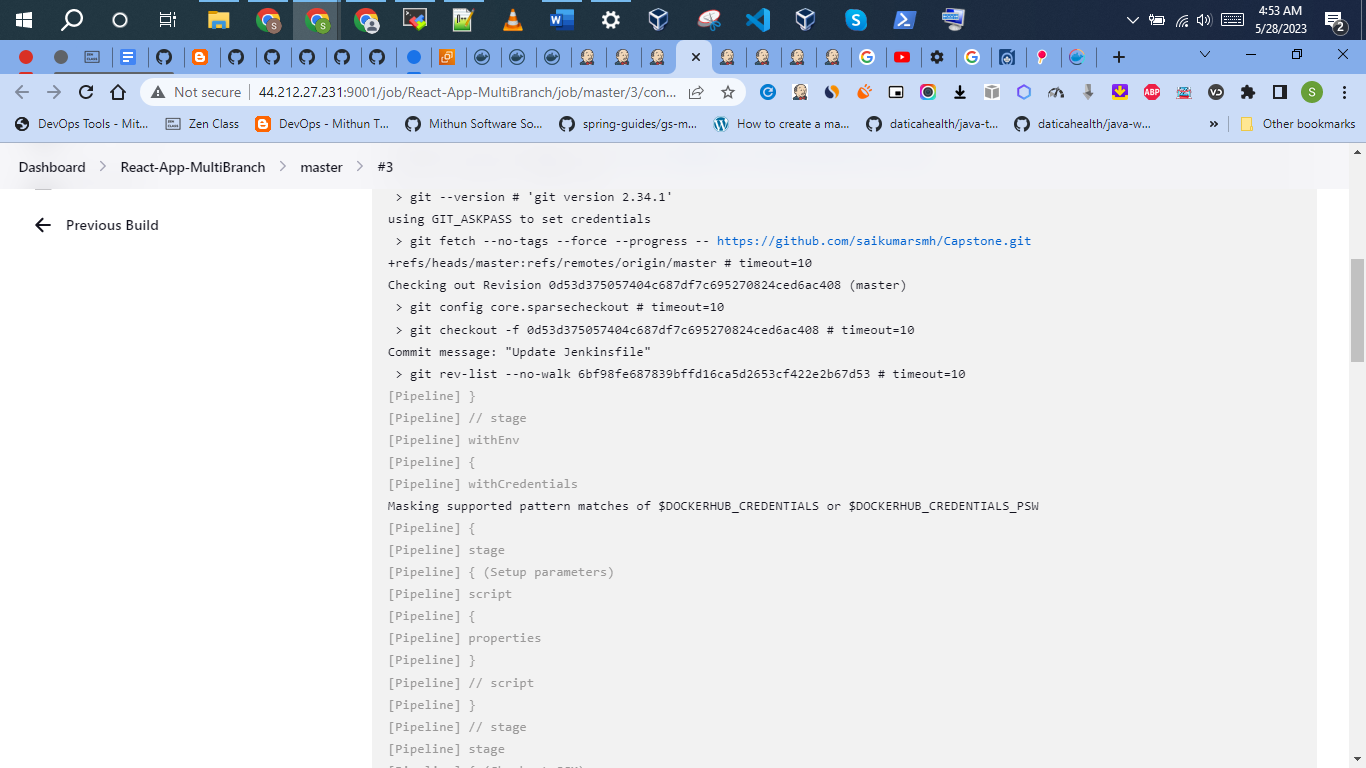 4:53 AM
5/28/2023
2
Not secure
44.212.27.231:9001/job/React-App-MultiBranch/job/master/3/con...
ABP
S
DevOps Tools - Mit...
Zen Class
DevOps - Mithun T...
Mithun Software So...
spring-guides/gs-m...
How to create a ma...
daticahealth/java-t...
daticahealth/java-w...
»
Other bookmarks
Dashboard
React-App-MultiBranch
master
#3
Previous Build
> git --version # 'git version 2.34.1'
using GIT_ASKPASS to set credentials
> git fetch --no-tags --force --progress -- https://github.com/saikumarsmh/Capstone.git
+refs/heads/master:refs/remotes/origin/master # timeout=10
Checking out Revision 0d53d375057404c687df7c695270824ced6ac408 (master)
> git config core.sparsecheckout # timeout=10
> git checkout -f 0d53d375057404c687df7c695270824ced6ac408 # timeout=10
Commit message: "Update Jenkinsfile"
> git rev-list --no-walk 6bf98fe687839bffd16ca5d2653cf422e2b67d53 # timeout=10
[Pipeline] }
[Pipeline] // stage
[Pipeline] withEnv
[Pipeline] {
[Pipeline] withCredentials
Masking supported pattern matches of $DOCKERHUB_CREDENTIALS or $DOCKERHUB_CREDENTIALS_PSW
[Pipeline] {
[Pipeline] stage
[Pipeline] { (Setup parameters)
[Pipeline] script
[Pipeline] {
[Pipeline] properties
[Pipeline] }
[Pipeline] // script
[Pipeline] }
[Pipeline] // stage
[Pipeline] stage